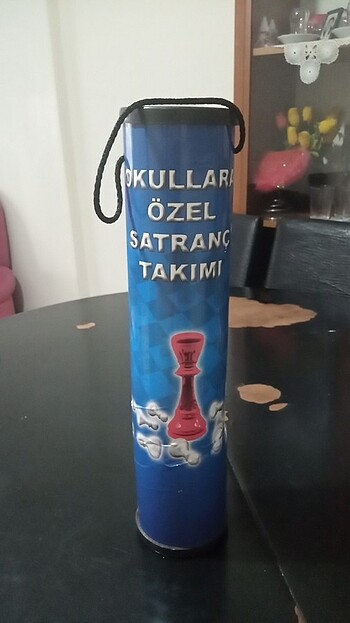 OKULLARA
ÖZEL
SATRANÇ
TAKIMI